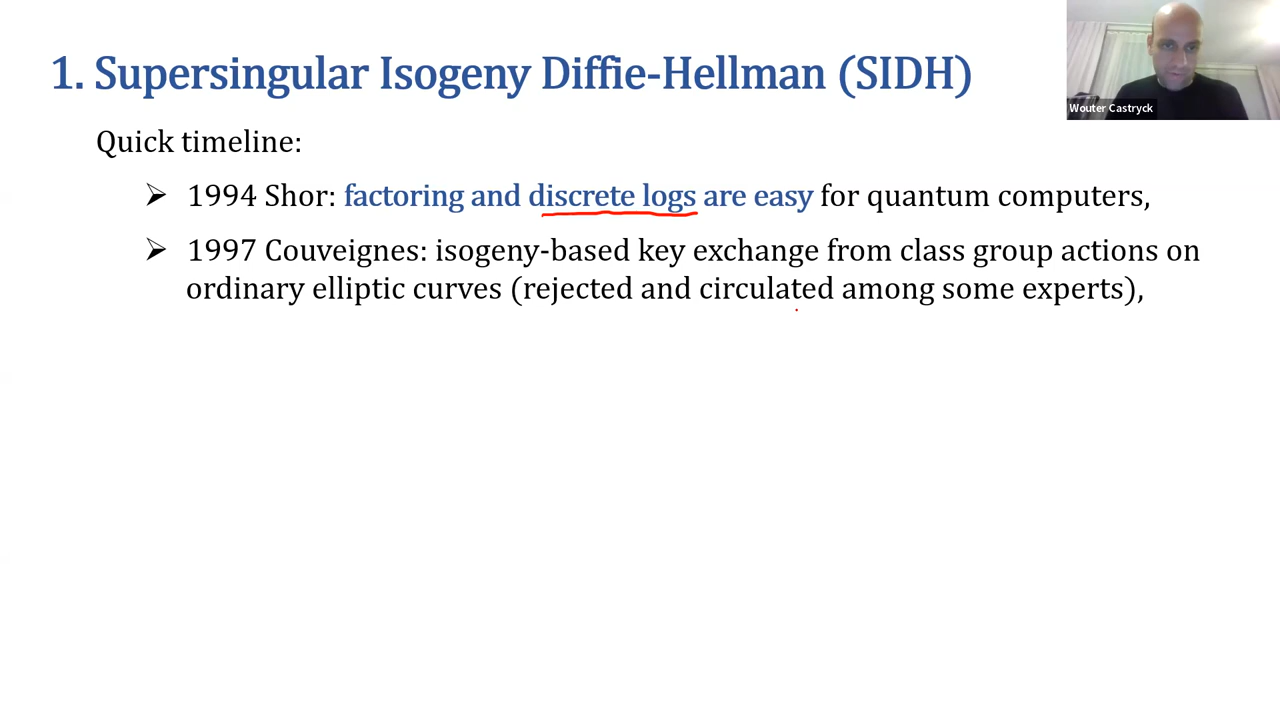 1. Supersingular Isogeny Diffie-Hellman (SIDH)
Wouter Castryck
Quick timeline:
➢ 1994 Shor: factoring and discrete logs are easy for quantum computers,
➢ 1997 Couveignes: isogeny-based key exchange from class group actions on
ordinary elliptic curves (rejected and circulated among some experts),